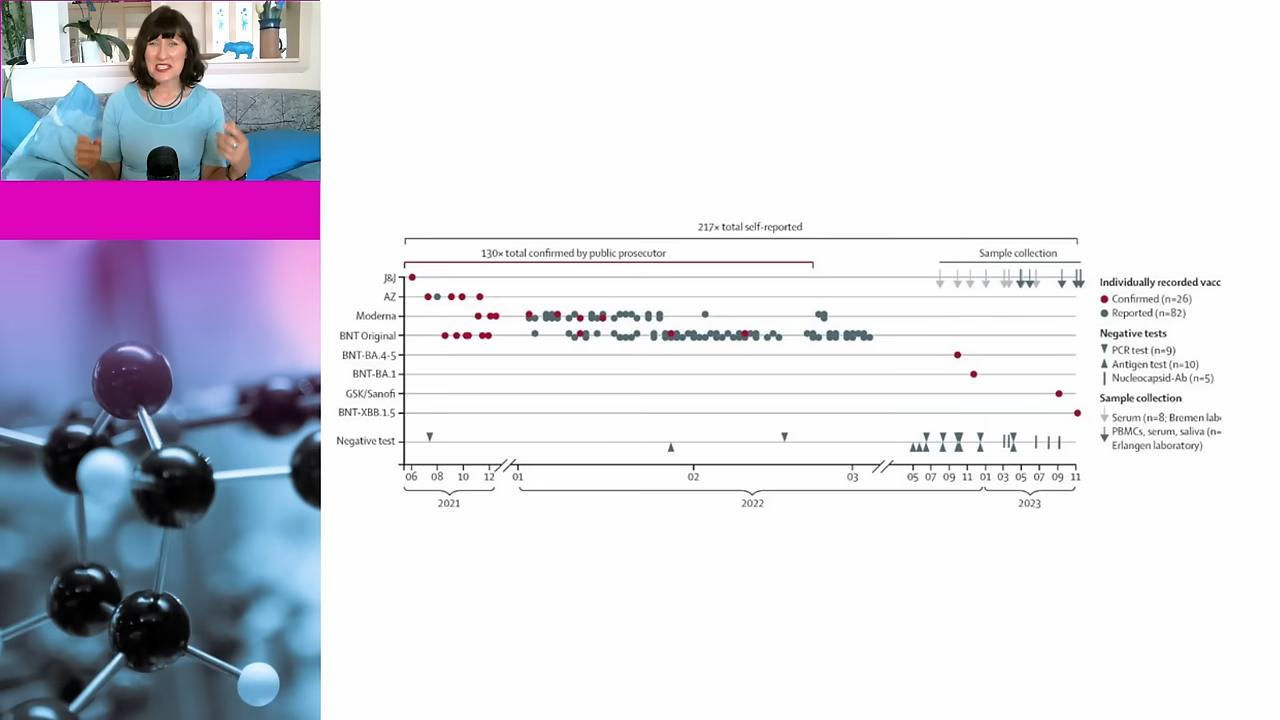 217× total self-reported
130× total confirmed by public prosecutor
Sample collection
J&J
AZ
Moderna
BNT Original
BNT-BA.4-5
BNT-BA.1
GSK/Sanofi
BNT-XBB.1.5
Negative test
06 08 10 12 01 02 03 05 07 09 11 01 03 05 07 09 11
2021 2022 2023
Individually recorded vacc
Confirmed (n=26)
Reported (n=82)
Negative tests
PCR test (n=9)
Antigen test (n=10)
Nucleocapsid-Ab (n=5)
Sample collection
Serum (n=8; Bremen lab
PBMCs, serum, saliva (n=
Erlangen laboratory)